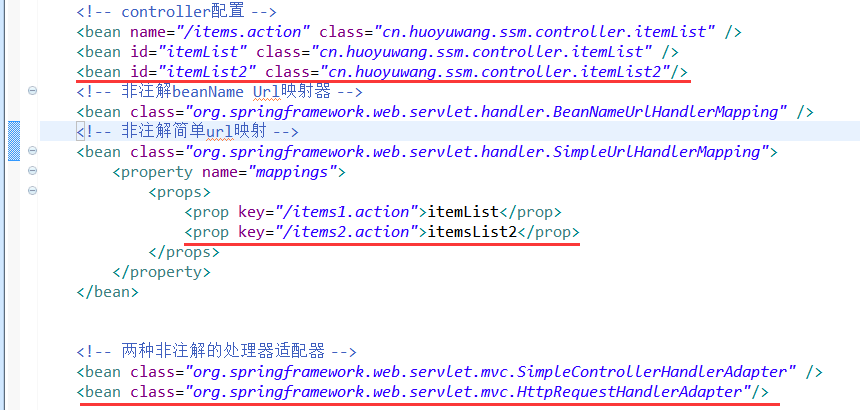 <!-- controller配置 -->
<bean name="/items.action" class="cn.huoyuwang.ssm.controller.itemList" />
<bean id="itemList" class="cn.huoyuwang.ssm.controller.itemList" />
<bean id="itemList2" class="cn.huoyuwang.ssm.controller.itemList2"/>
<!-- 非注解beanName Url映射器 -->
<bean class="org.springframework.web.servlet.handler.BeanNameUrlHandlerMapping" />
<!-- 非注解简单url映射 -->
<bean class="org.springframework.web.servlet.handler.SimpleUrlHandlerMapping">
<property name="mappings">
<props>
<prop key="/items1.action">itemList</prop>
<prop key="/items2.action">itemsList2</prop>
</props>
</property>
</bean>
<!-- 两种非注解的处理器适配器 -->
<bean class="org.springframework.web.servlet.mvc.SimpleControllerHandlerAdapter" />
<bean class="org.springframework.web.servlet.mvc.HttpRequestHandlerAdapter"/>